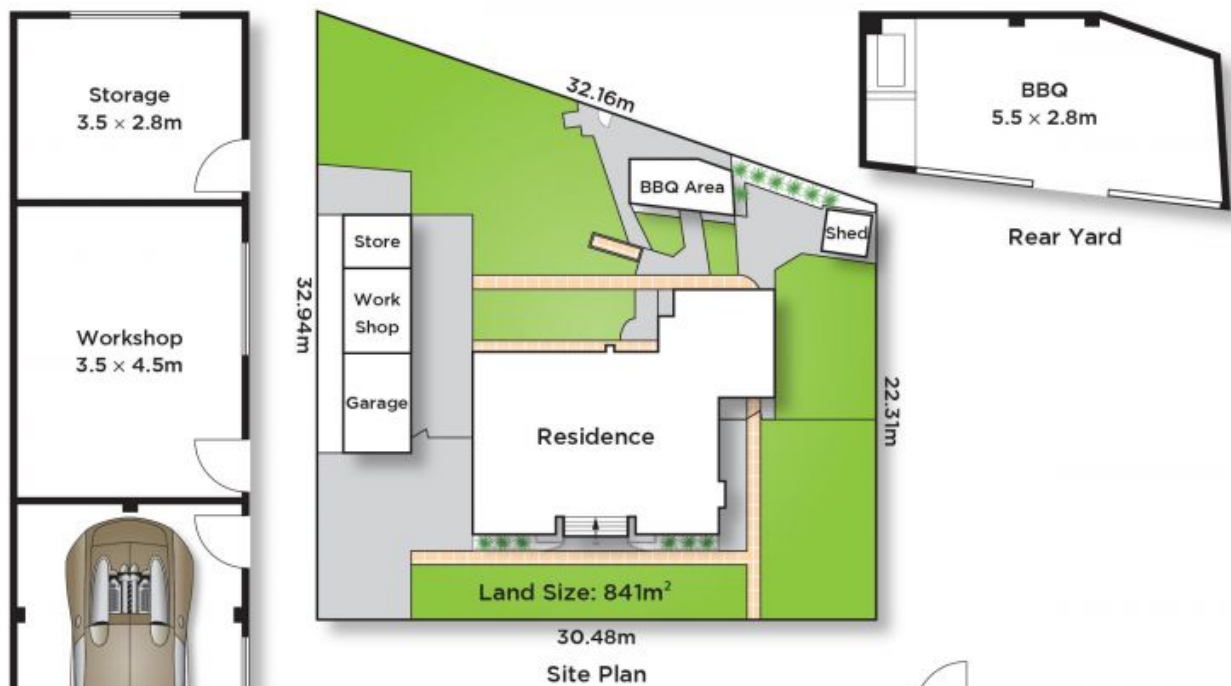 Storage
3.5 × 2.8m
Workshop
3.5 × 4.5m
32.16m
BBQ Area
Shed
Store
Work
Shop
Garage
32.94m
22.31m
Residence
Land Size: 841m²
30.48m
Site Plan
BBQ
5.5 × 2.8m
Rear Yard